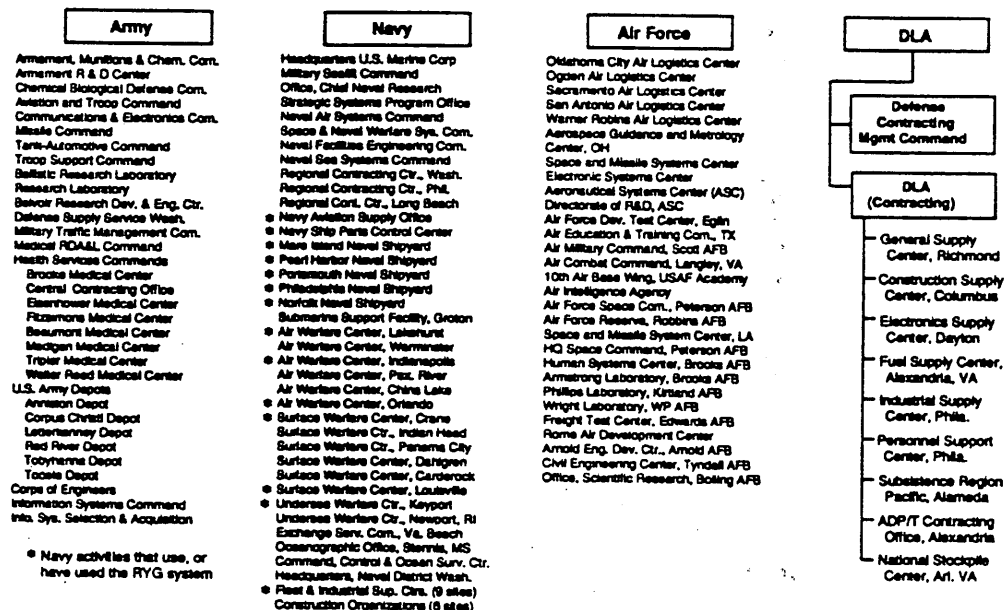 Army
Armament, Munitions & Chem. Com.
Armament R & D Center
Chemical Biological Defense Com.
Aviation and Troop Command
Communications & Electronics Com.
Missile Command
Tank-Automotive Command
Troop Support Command
Ballistic Research Laboratory
Research Laboratory
Belvoir Research Dev. & Eng. Ctr.
Defense Supply Service Wash.
Military Traffic Management Com.
Medical RDA&L Command
Health Services Commands
Brooke Medical Center
Central Contracting Office
Eisenhower Medical Center
Fitzsimons Medical Center
Beaumont Medical Center
Madigan Medical Center
Tripler Medical Center
Walter Reed Medical Center
U.S. Army Depots
Anniston Depot
Corpus Christi Depot
Letterkenney Depot
Red River Depot
Tobyhanna Depot
Tooele Depot
Corps of Engineers
Information Systems Command
Info. Sys. Selection & Acquisition
* Navy activities that use, or
have used the RYG system
Navy
Headquarters U.S. Marine Corp
Military Sealift Command
Office, Chief Naval Research
Strategic Systems Program Office
Naval Air Systems Command
Space & Naval Warfare Sys. Com.
Naval Facilities Engineering Com.
Naval Sea Systems Command
Regional Contracting Ctr., Wash.
Regional Contracting Ctr., Phil.
Regional Cont. Ctr., Long Beach
* Navy Aviation Supply Office
* Navy Ship Parts Control Center
* Mare Island Naval Shipyard
* Pearl Harbor Naval Shipyard
* Portsmouth Naval Shipyard
* Philadelphia Naval Shipyard
* Norfolk Naval Shipyard
Submarine Support Facility, Groton
* Air Warfare Center, Lakehurst
Air Warfare Center, Warminster
* Air Warfare Center, Indianapolis
Air Warfare Center, Pax. River
Air Warfare Center, China Lake
* Air Warfare Center, Orlando
* Surface Warfare Center, Crane
Surface Warfare Ctr., Indian Head
Surface Warfare Ctr., Panama City
Surface Warfare Center, Dahlgren
Surface Warfare Center, Carderock
* Surface Warfare Center, Louisville
* Undersea Warfare Ctr., Keyport
Undersea Warfare Ctr., Newport, RI
Exchange Serv. Com., Va. Beach
Oceanographic Office, Stennis, MS
Command, Control & Ocean Surv. Ctr.
Headquarters, Naval District Wash.
* Fleet & Industrial Sup. Ctrs. (9 sites)
Construction Organizations (6 sites)
Air Force
Oklahoma City Air Logistics Center
Ogden Air Logistics Center
Sacramento Air Logistics Center
San Antonio Air Logistics Center
Warner Robins Air Logistics Center
Aerospace Guidance and Metrology
Center, OH
Space and Missile Systems Center
Electronic Systems Center
Aeronautical Systems Center (ASC)
Directorate of R&D, ASC
Air Force Dev. Test Center, Eglin
Air Education & Training Com., TX
Air Military Command, Scott AFB
Air Combat Command, Langley, VA
10th Air Base Wing, USAF Academy
Air Intelligence Agency
Air Force Space Com., Peterson AFB
Air Force Reserve, Robbins AFB
Space and Missile System Center, LA
HQ Space Command, Peterson AFB
Human Systems Center, Brooks AFB
Armstrong Laboratory, Brooks AFB
Phillips Laboratory, Kirtland AFB
Wright Laboratory, WP AFB
Freight Test Center, Edwards AFB
Rome Air Development Center
Arnold Eng. Dev. Ctr., Arnold AFB
Civil Engineering Center, Tyndall AFB
Office, Scientific Research, Bolling AFB
DLA
Defense
Contracting
Mgmt Command
DLA
(Contracting)
General Supply
Center, Richmond
Construction Supply
Center, Columbus
Electronics Supply
Center, Dayton
Fuel Supply Center,
Alexandria, VA
Industrial Supply
Center, Phila.
Personnel Support
Center, Phila.
Subsistence Region
Pacific, Alameda
ADP/T Contracting
Office, Alexandria
National Stockpile
Center, Arl. VA